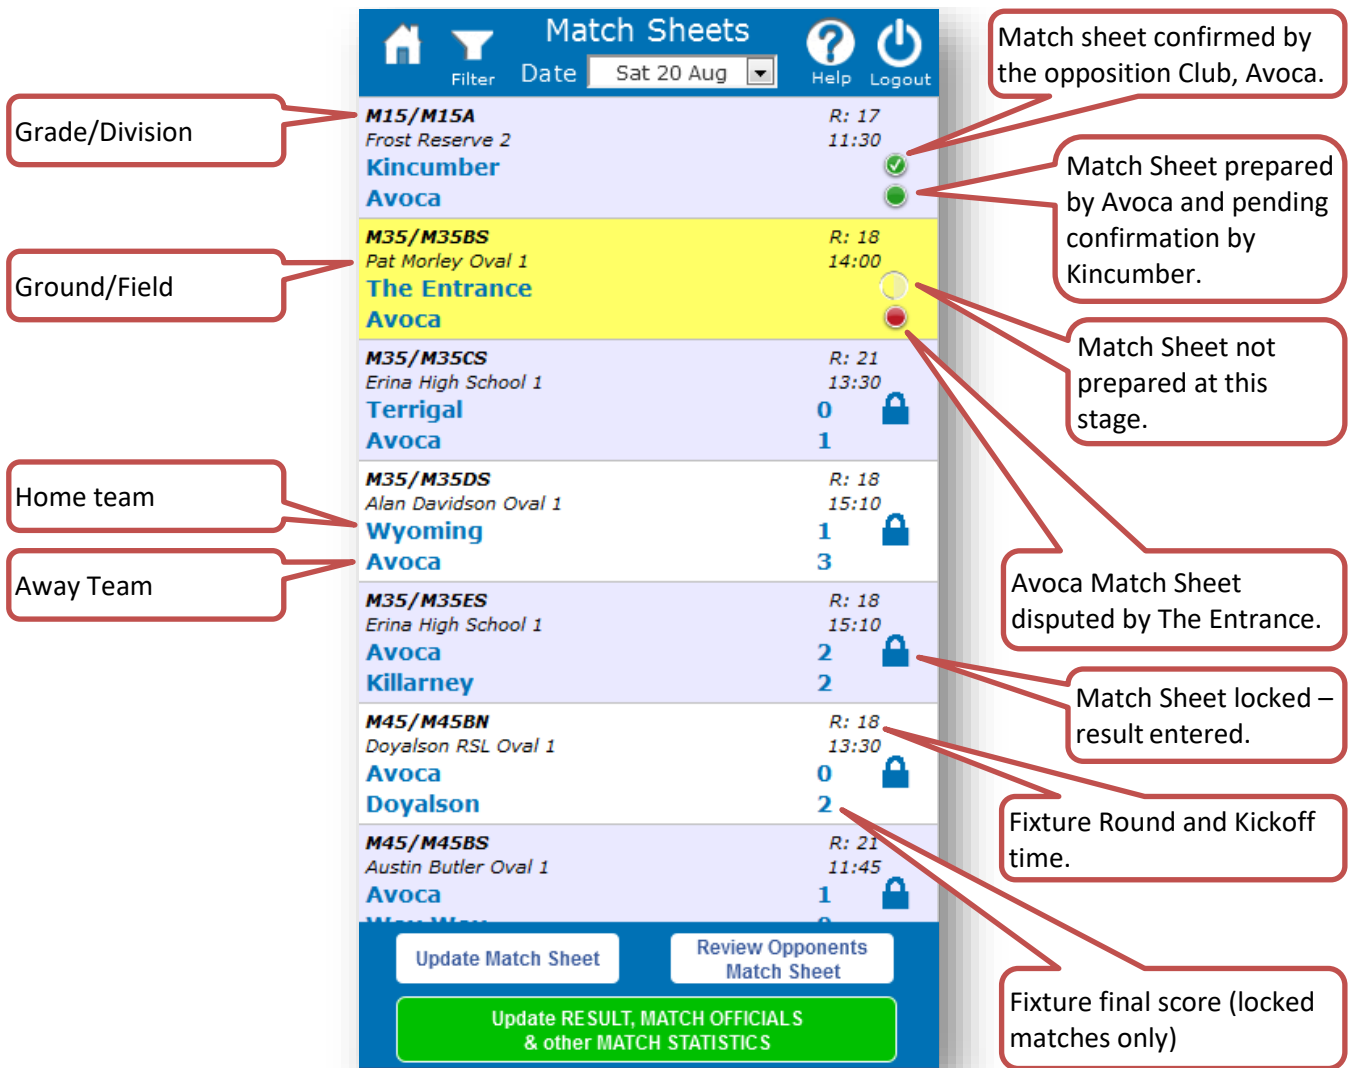 Match Sheets
Filter
Date
Sat 20 Aug
Help
Logout
Match sheet confirmed by
the opposition Club, Avoca.
Grade/Division
M15/M15A
R: 17
Frost Reserve 2
11:30
Kincumber
Avoca
Match Sheet prepared
by Avoca and pending
confirmation by
Kincumber.
Ground/Field
M35/M35BS
R: 18
Pat Morley Oval 1
14:00
The Entrance
Avoca
Match Sheet not
prepared at this
stage.
M35/M35CS
R: 21
Erina High School 1
13:30
Terrigal
0
Avoca
1
Home team
M35/M35DS
R: 18
Alan Davidson Oval 1
15:10
Wyoming
1
Away Team
Avoca
3
Avoca Match Sheet
disputed by The Entrance.
M35/M35ES
R: 18
Erina High School 1
15:10
Avoca
2
Killarney
2
Match Sheet locked –
result entered.
M45/M45BN
R: 18
Doyalson RSL Oval 1
13:30
Avoca
0
Doyalson
2
Fixture Round and Kickoff
time.
M45/M45BS
R: 21
Austin Butler Oval 1
11:45
Avoca
1
Update Match Sheet
Review Opponents
Match Sheet
Update RESULT, MATCH OFFICIALS
& other MATCH STATISTICS
Fixture final score (locked
matches only)